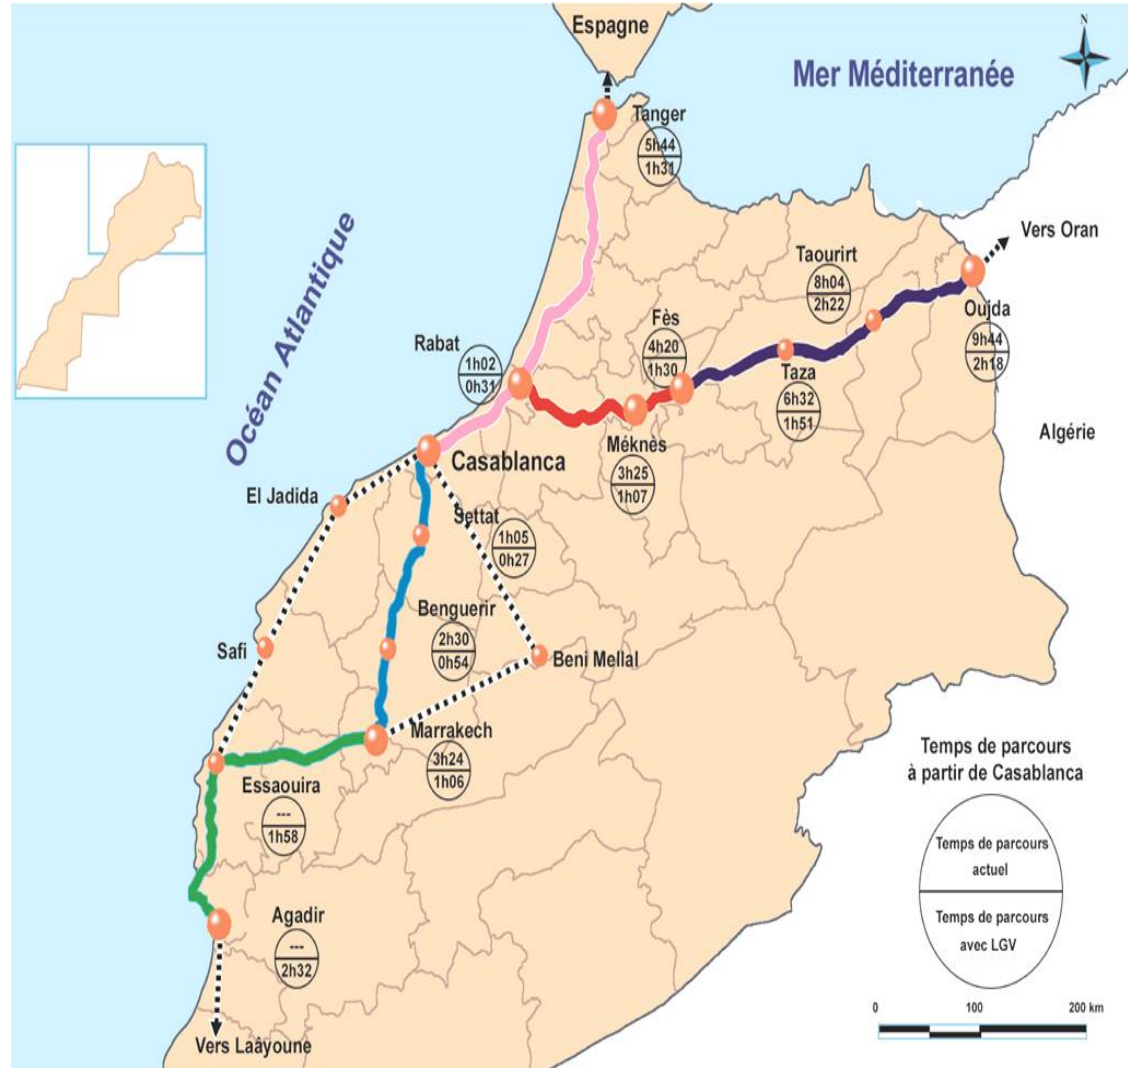 Espagne
N
Mer Méditerranée
Tanger
5h44
1h31
Océan Atlantique
Vers Oran
Taourirt
8h04
2h22
Oujda
9h44
2h18
Fès
4h20
1h30
Rabat
1h02
0h31
Taza
6h32
1h51
Algérie
Méknès
3h25
1h07
Casablanca
El Jadida
Settat
1h05
0h27
Benguerir
2h30
0h54
Safi
Beni Mellal
Marrakech
3h24
1h06
Essaouira
---
1h58
Agadir
---
2h32
Vers Laâyoune
Temps de parcours
à partir de Casablanca
Temps de parcours
actuel
Temps de parcours
avec LGV
0 100 200 km